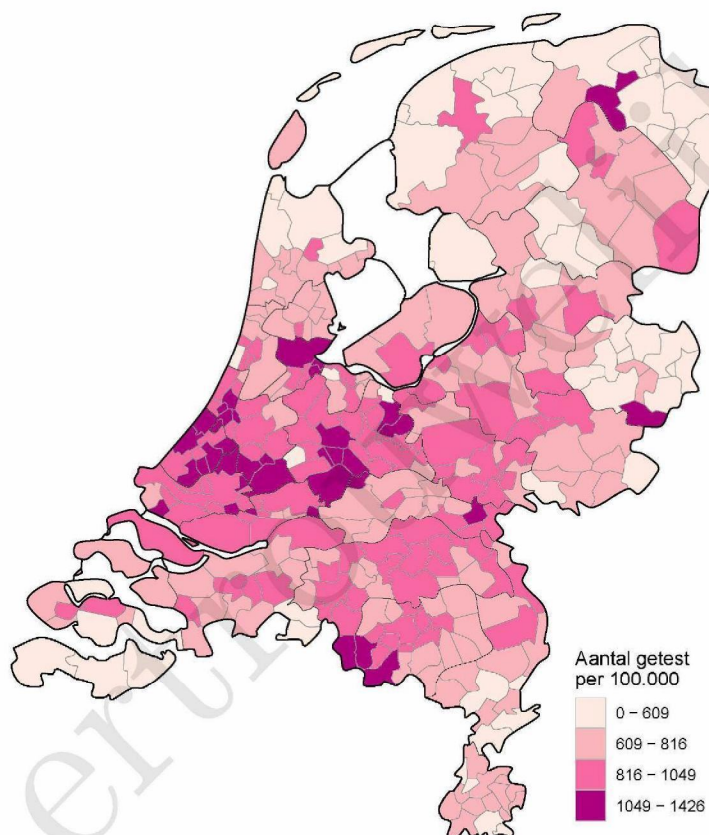 Aantal getest
per 100.000
0 – 609
609 – 816
816 – 1049
1049 – 1426